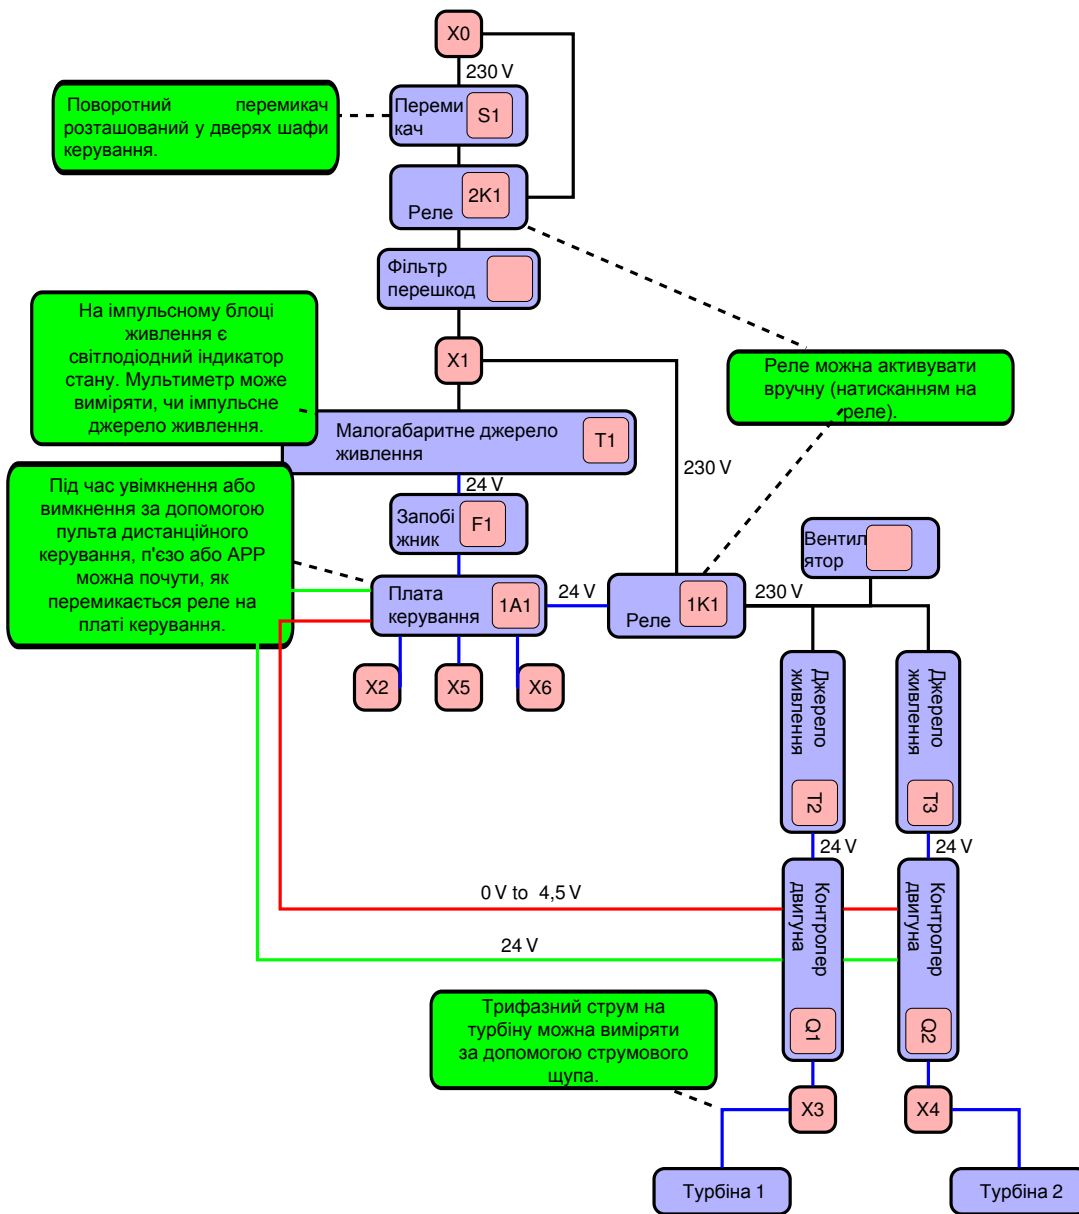 X0
230 V
Поворотний перемикач
розташований у дверях шафи
керування.
Переми
кач
S1
Реле
2K1
Фільтр
перешкод
На імпульсному блоці
живлення є
світлодіодний індикатор
стану. Мультиметр може
виміряти, чи імпульсне
джерело живлення.
X1
Реле можна активувати
вручну (натисканням на
реле).
Малогабаритне джерело
живлення
T1
230 V
24 V
Під час увімкнення або
вимкнення за допомогою
пульта дистанційного
керування, п'єзо або APP
можна почути, як
перемикається реле на
платі керування.
Запобі
жник
F1
Вентил
ятор
Плата
керування
1A1
24 V
Реле
1K1
230 V
X2
X5
X6
Джерело
живлення
T2
Джерело
живлення
T3
24 V
24 V
0 V to 4,5 V
24 V
Контролер
двигуна
Q1
Контролер
двигуна
Q2
Трифазний струм на
турбіну можна виміряти
за допомогою струмового
щупа.
X3
X4
Турбіна 1
Турбіна 2